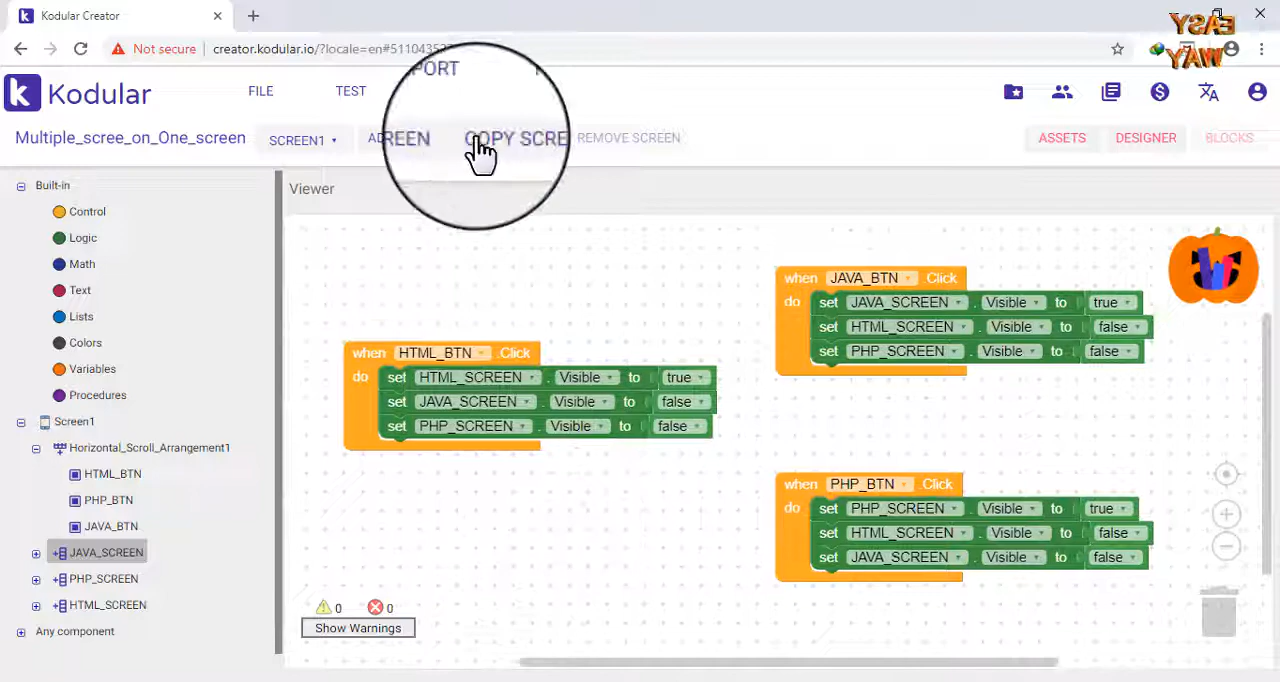 Kodular Creator
EASY
WAY
Not secure
creator.kodular.io/?locale=en#5110435
PORT
Kodular
FILE
TEST
Multiple_scree_on_One_screen
SCREEN1
AD
REEN
COPY SCRE
REMOVE SCREEN
ASSETS
DESIGNER
BLOCKS
Built-in
Control
Logic
Math
Text
Lists
Colors
Variables
Procedures
Screen1
Horizontal_Scroll_Arrangement1
HTML_BTN
PHP_BTN
JAVA_BTN
JAVA_SCREEN
PHP_SCREEN
HTML_SCREEN
Any component
Viewer
when HTML_BTN .Click
do set HTML_SCREEN . Visible to true
set JAVA_SCREEN . Visible to false
set PHP_SCREEN . Visible to false
when JAVA_BTN .Click
do set JAVA_SCREEN . Visible to true
set HTML_SCREEN . Visible to false
set PHP_SCREEN . Visible to false
when PHP_BTN .Click
do set PHP_SCREEN . Visible to true
set HTML_SCREEN . Visible to false
set JAVA_SCREEN . Visible to false
0 0
Show Warnings